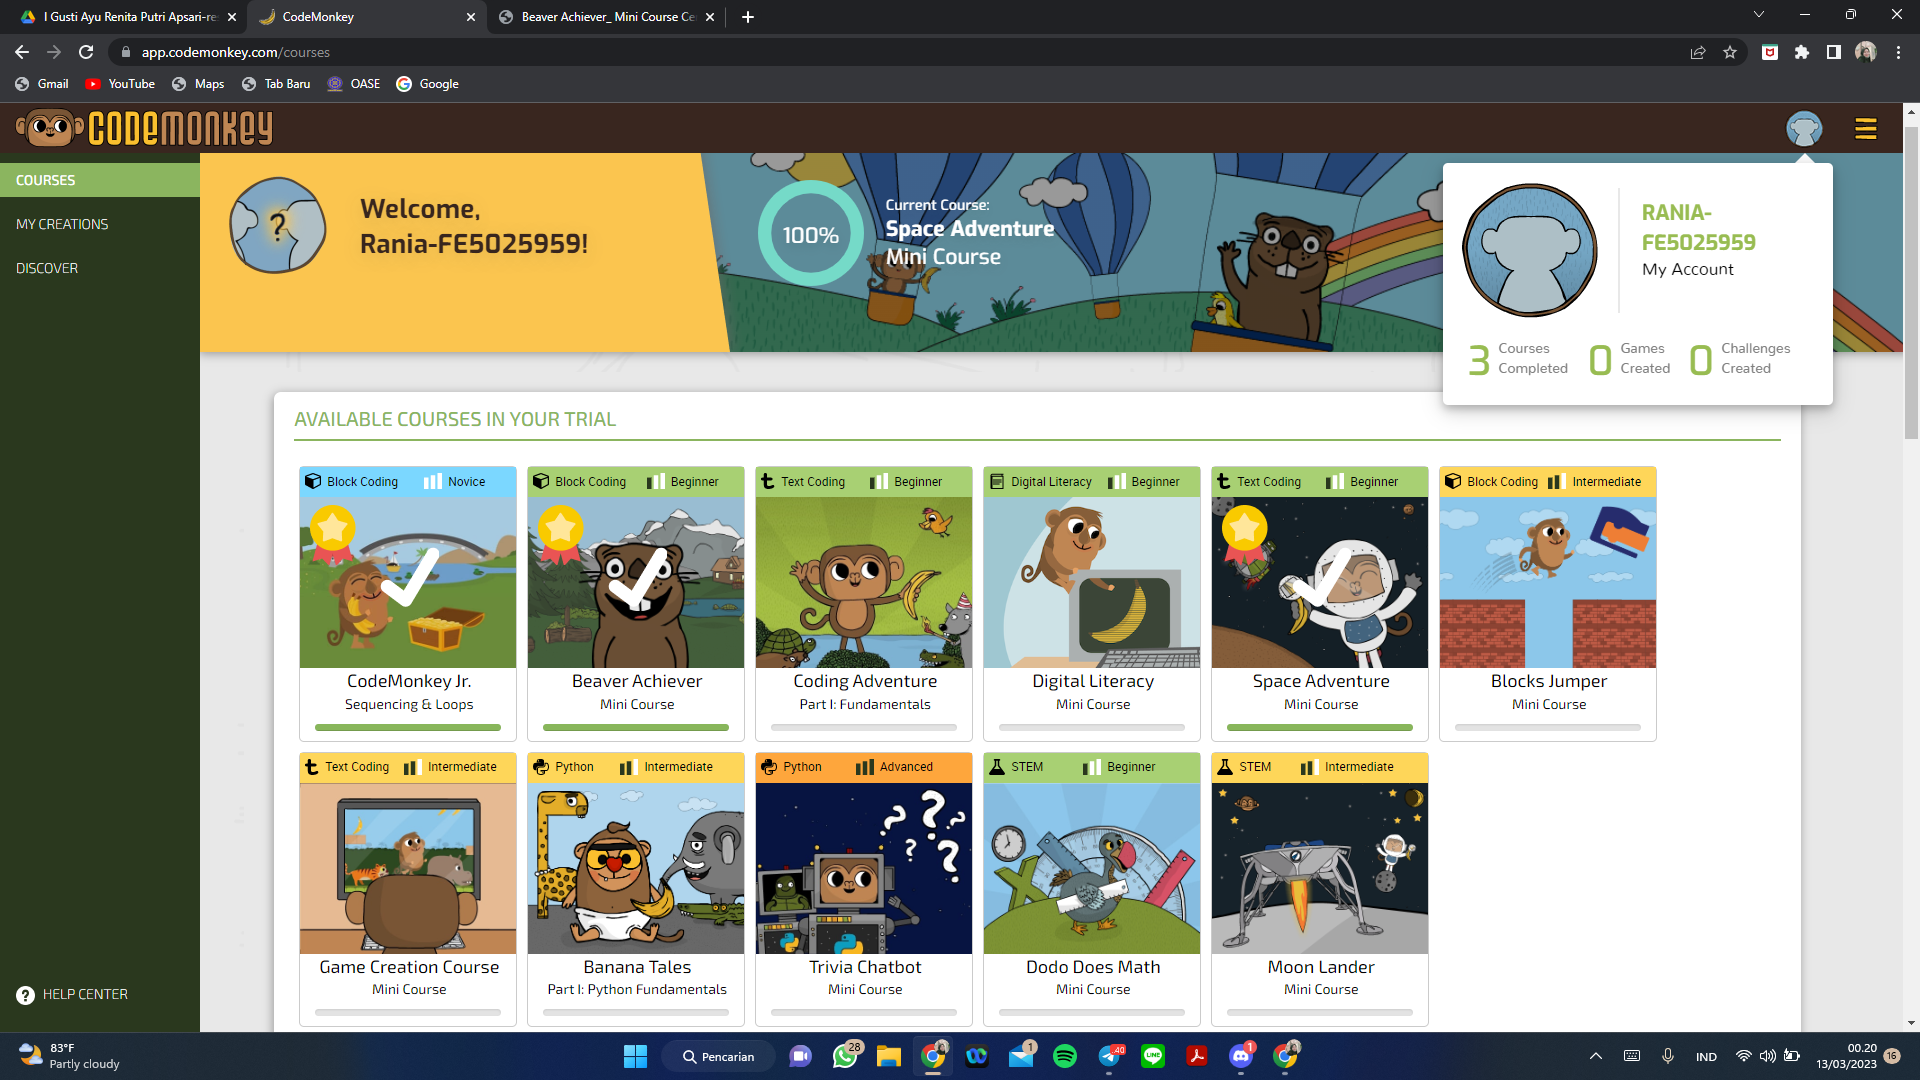 I Gusti Ayu Renita Putri Apsari-re
CodeMonkey
Beaver Achiever_ Mini Course Ce
app.codemonkey.com/courses
Gmail
YouTube
Maps
Tab Baru
OASE
Google
CODEMONKEY
COURSES
MY CREATIONS
DISCOVER
HELP CENTER
?
Welcome,
Rania-FE5025959!
100%
Current Course:
Space Adventure
Mini Course
RANIA-
FE5025959
My Account
3 Courses Completed
0 Games Created
0 Challenges Created
AVAILABLE COURSES IN YOUR TRIAL
Block Coding Novice
CodeMonkey Jr.
Sequencing & Loops
Block Coding Beginner
Beaver Achiever
Mini Course
Text Coding Beginner
Coding Adventure
Part I: Fundamentals
Digital Literacy Beginner
Digital Literacy
Mini Course
Text Coding Beginner
Space Adventure
Mini Course
Block Coding Intermediate
Blocks Jumper
Mini Course
Text Coding Intermediate
Game Creation Course
Mini Course
Python Intermediate
Banana Tales
Part I: Python Fundamentals
Python Advanced
? ? ? ? ?
Trivia Chatbot
Mini Course
STEM Beginner
Dodo Does Math
Mini Course
STEM Intermediate
Moon Lander
Mini Course
83°F
Partly cloudy
Pencarian
28
1
40
LINE
1
IND
00.20
13/03/2023
16